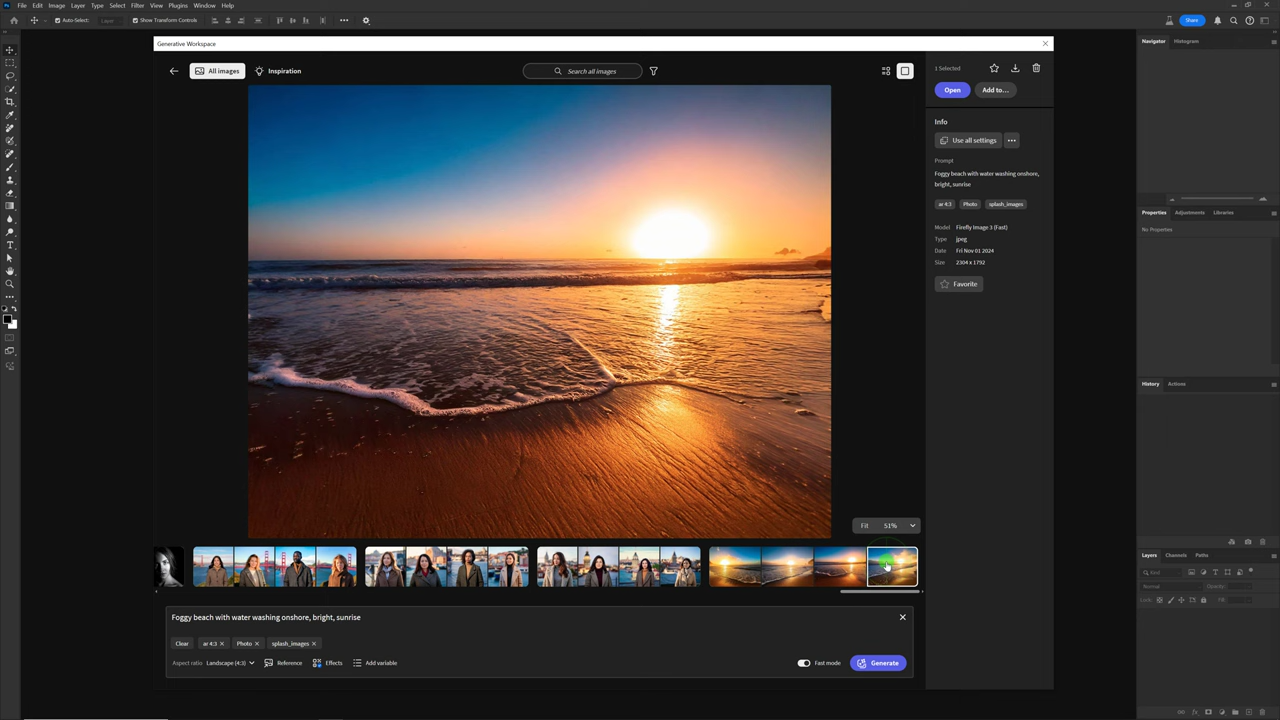 File Edit Image Layer Type Select Filter View Plugins Window Help
Auto-Select: Layer Show Transform Controls
Share
Generative Workspace
All images Inspiration
Search all images
1 Selected
Open Add to...
Info
Use all settings
Prompt
Foggy beach with water washing onshore,
bright, sunrise
ar 4:3 Photo splash_images
Model Firefly Image 3 (Fast)
Type jpeg
Date Fri Nov 01 2024
Size 2304 x 1792
Favorite
Fit 51%
Foggy beach with water washing onshore, bright, sunrise
Clear ar 4:3 Photo splash_images
Aspect ratio Landscape (4:3) Reference Effects Add variable
Fast mode Generate
Navigator Histogram
Properties Adjustments Libraries
No Properties
History Actions
Layers Channels Paths
Kind
Normal Opacity:
Lock: Fill: